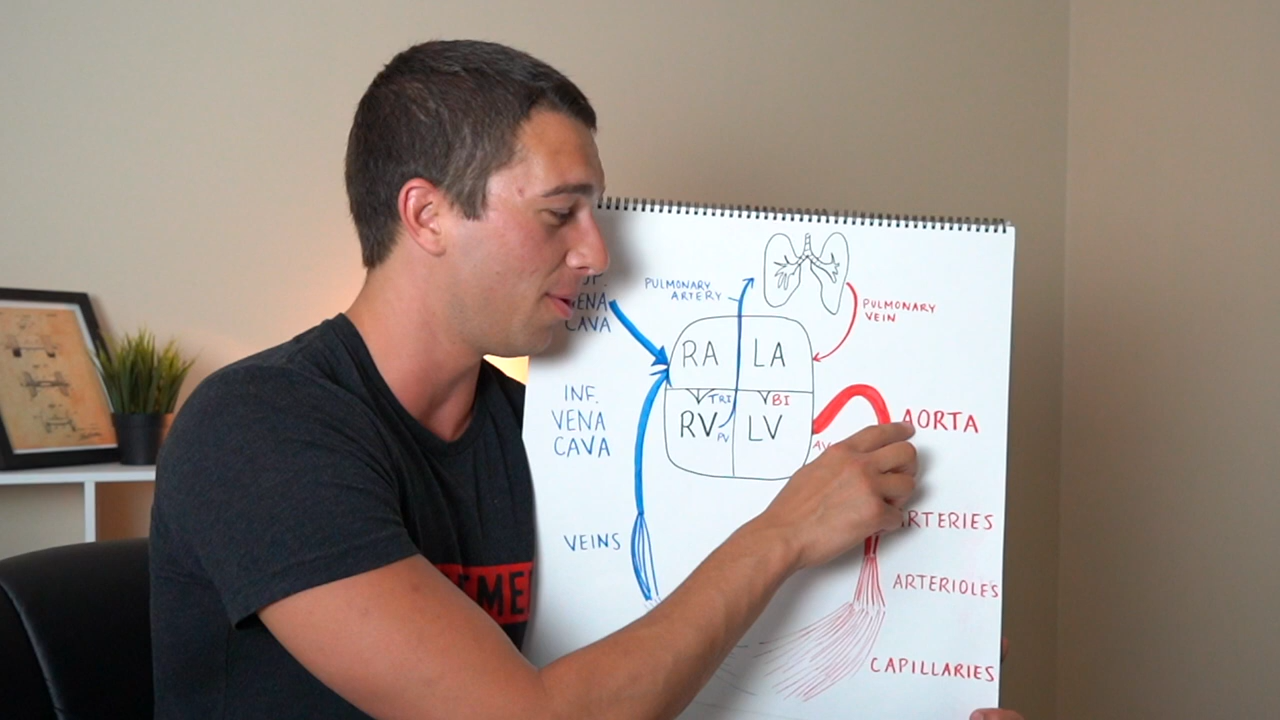 PULMONARY
ARTERY
PULMONARY
VEIN
VENA
CAVA
RA
LA
TRI
BI
RV
PV
LV
INF.
VENA
CAVA
AORTA
VEINS
ARTERIOLES
CAPILLARIES